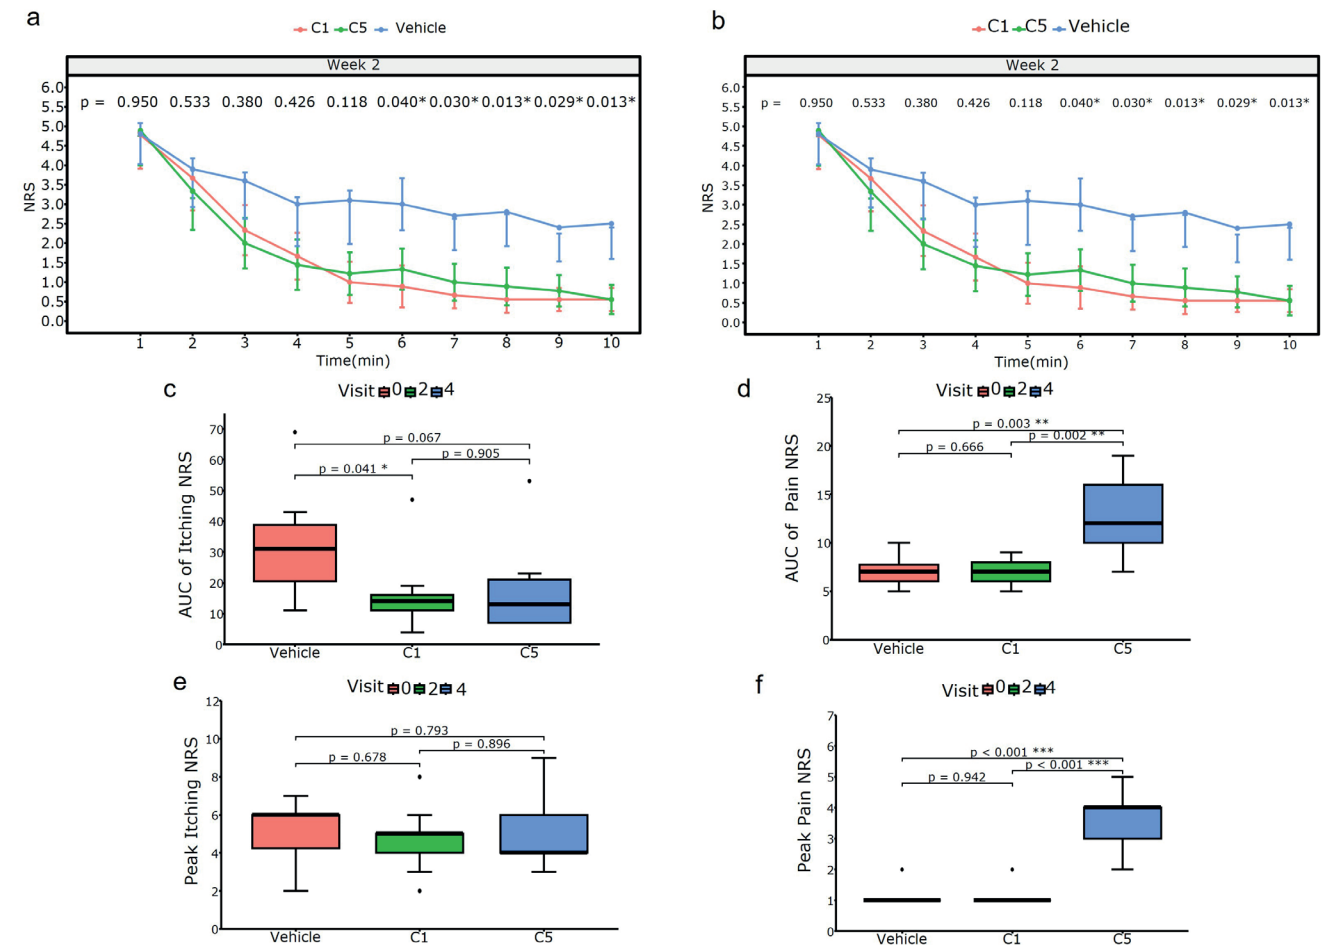 a
C1 C5 Vehicle
Week 2
NRS
6.0
5.5
5.0
4.5
4.0
3.5
3.0
2.5
2.0
1.5
1.0
0.5
0.0
p = 0.950 0.533 0.380 0.426 0.118 0.040* 0.030* 0.013* 0.029* 0.013*
1 2 3 4 5 6 7 8 9 10
Time(min)
b
C1 C5 Vehicle
Week 2
NRS
6.0
5.5
5.0
4.5
4.0
3.5
3.0
2.5
2.0
1.5
1.0
0.5
0.0
p = 0.950 0.533 0.380 0.426 0.118 0.040* 0.030* 0.013* 0.029* 0.013*
1 2 3 4 5 6 7 8 9 10
Time(min)
c
Visit 0 2 4
AUC of Itching NRS
70
60
50
40
30
20
10
0
p = 0.067
p = 0.905
p = 0.041 *
Vehicle C1 C5
d
Visit 0 2 4
AUC of Pain NRS
25
20
15
10
5
0
p = 0.003 **
p = 0.002 **
p = 0.666
Vehicle C1 C5
e
Visit 0 2 4
Peak Itching NRS
12
10
8
6
4
2
0
p = 0.793
p = 0.896
p = 0.678
Vehicle C1 C5
f
Visit 0 2 4
Peak Pain NRS
7
6
5
4
3
2
1
0
p < 0.001 ***
p < 0.001 ***
p = 0.942
Vehicle C1 C5